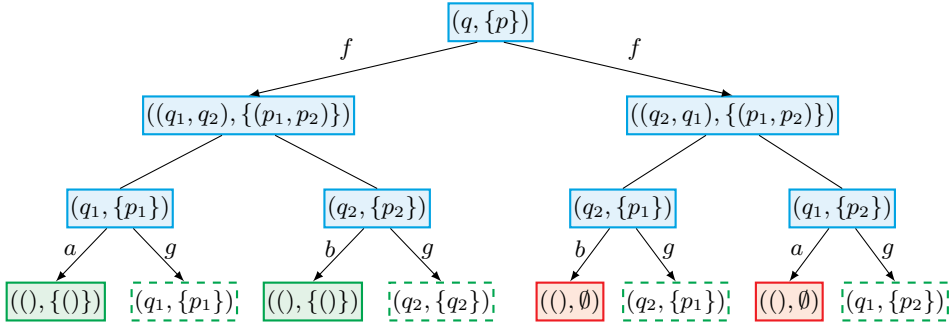 (q, {p})
f f
((q₁, q₂), {(p₁, p₂)}) ((q₂, q₁), {(p₁, p₂)})
(q₁, {p₁}) (q₂, {p₂}) (q₂, {p₁}) (q₁, {p₂})
a g b g b g a g
((), {()}) (q₁, {p₁}) ((), {()}) (q₂, {q₂}) ((), ∅) (q₂, {p₁}) ((), ∅) (q₁, {p₂})